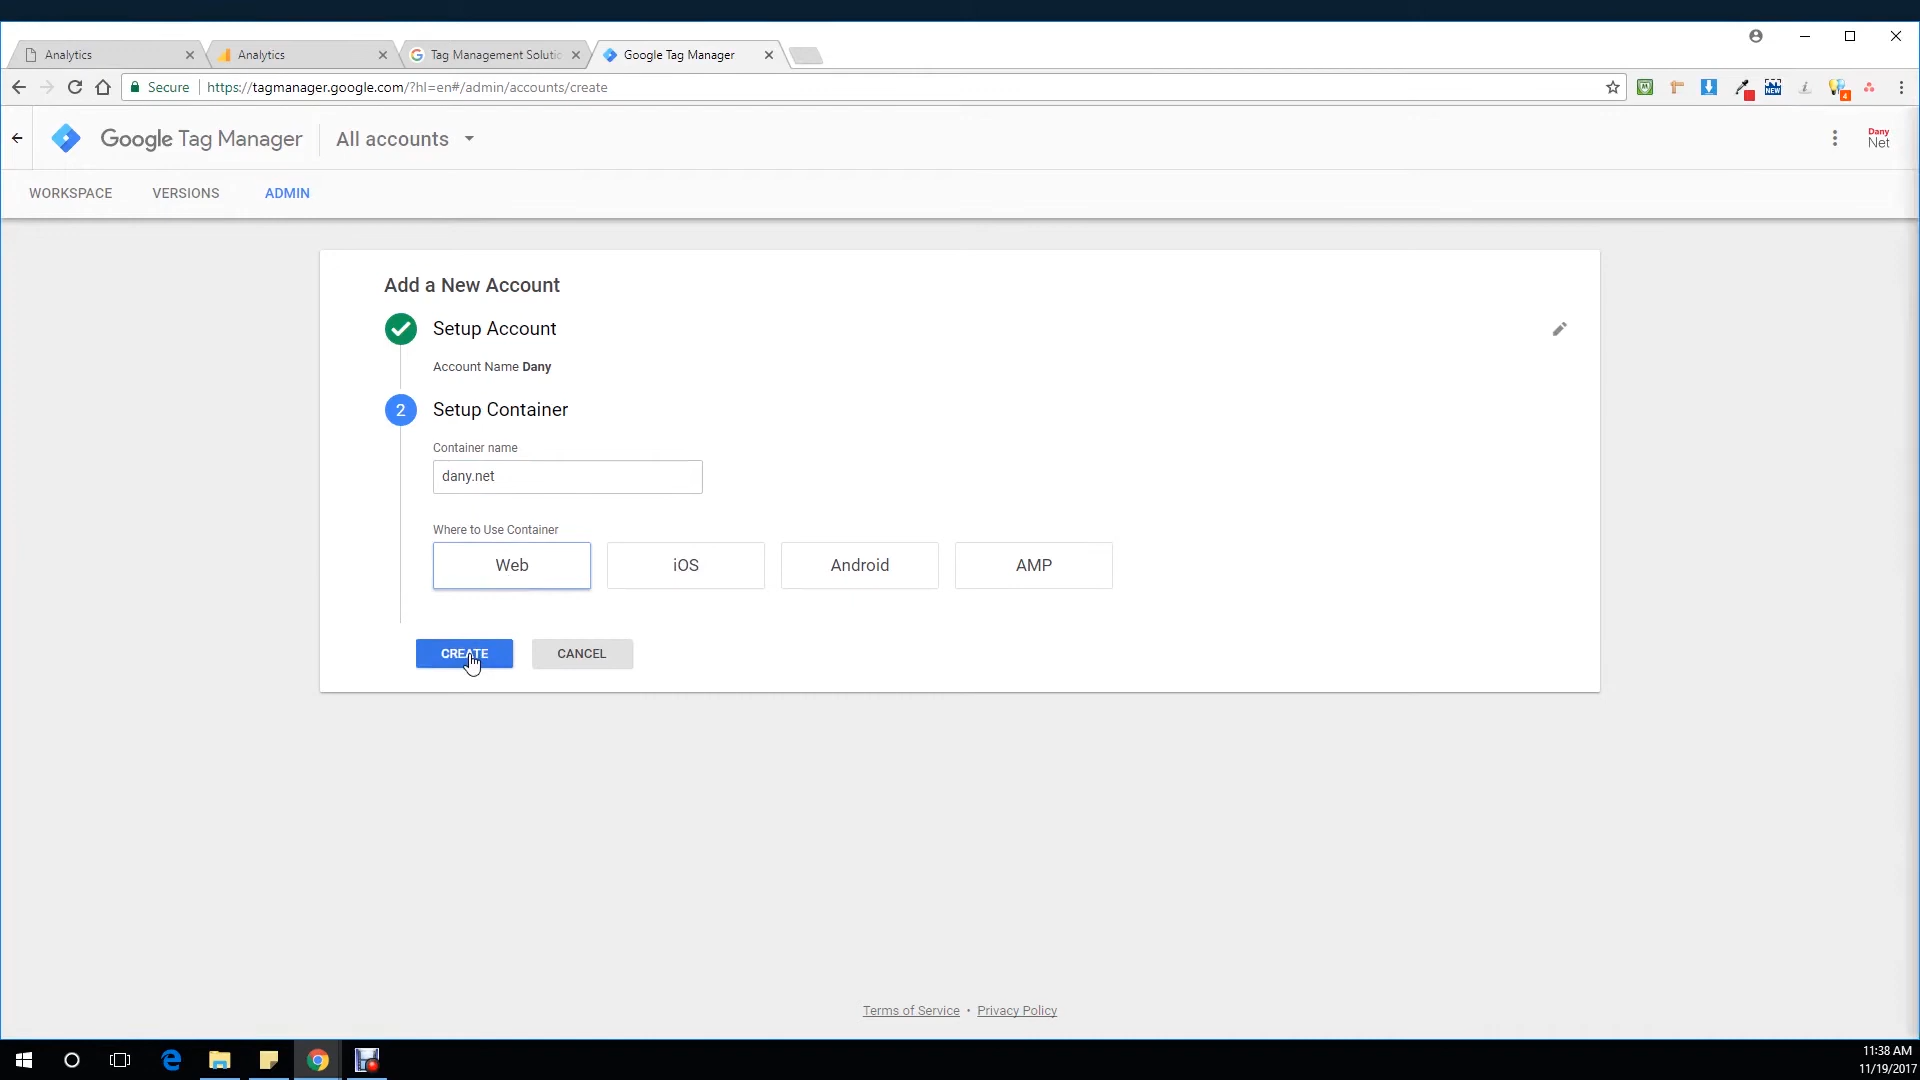 Analytics
Analytics
Tag Management Solutio
Google Tag Manager
Secure
https://tagmanager.google.com/?hl=en#/admin/accounts/create
NEW
4
Google Tag Manager
All accounts
Dany
Net
WORKSPACE
VERSIONS
ADMIN
Add a New Account
Setup Account
Account Name Dany
2
Setup Container
Container name
dany.net
Where to Use Container
Web
iOS
Android
AMP
CREATE
CANCEL
Terms of Service • Privacy Policy
11:38 AM
11/19/2017